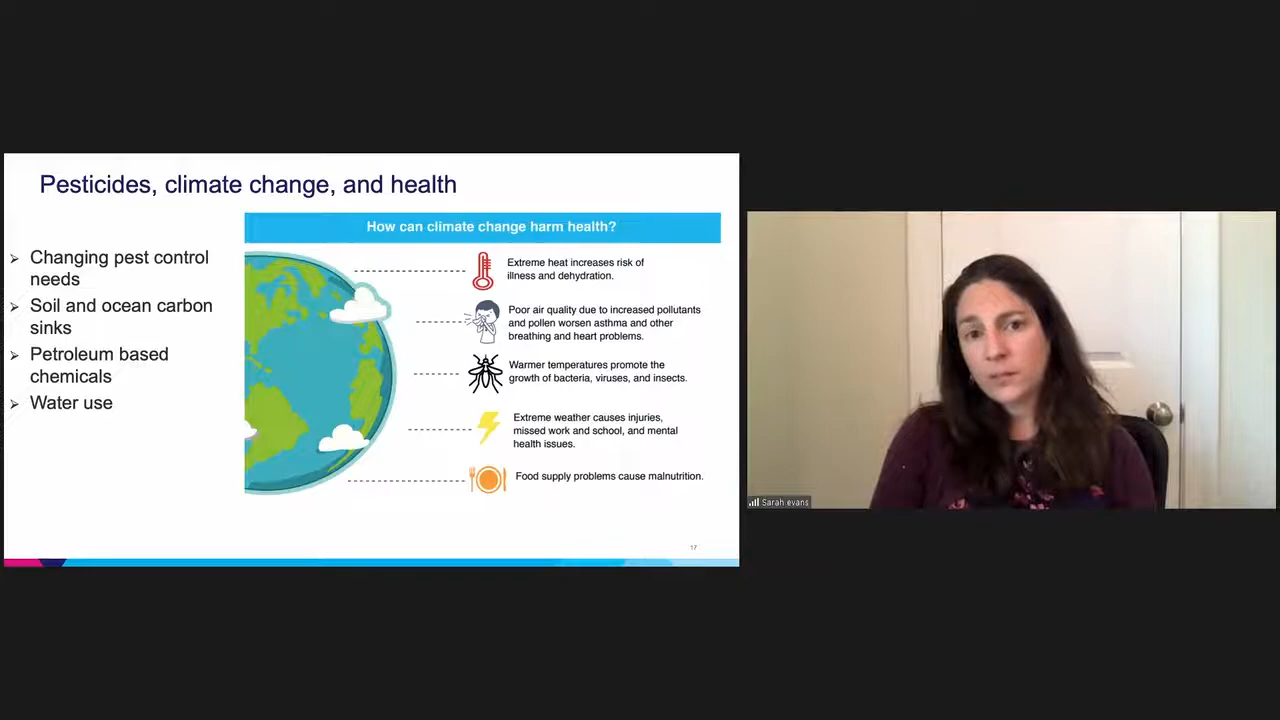 Pesticides, climate change, and health
➢ Changing pest control
needs
➢ Soil and ocean carbon
sinks
➢ Petroleum based
chemicals
➢ Water use
How can climate change harm health?
Extreme heat increases risk of
illness and dehydration.
Poor air quality due to increased pollutants
and pollen worsen asthma and other
breathing and heart problems.
Warmer temperatures promote the
growth of bacteria, viruses, and insects.
Extreme weather causes injuries,
missed work and school, and mental
health issues.
Food supply problems cause malnutrition.
17
Sarah evans